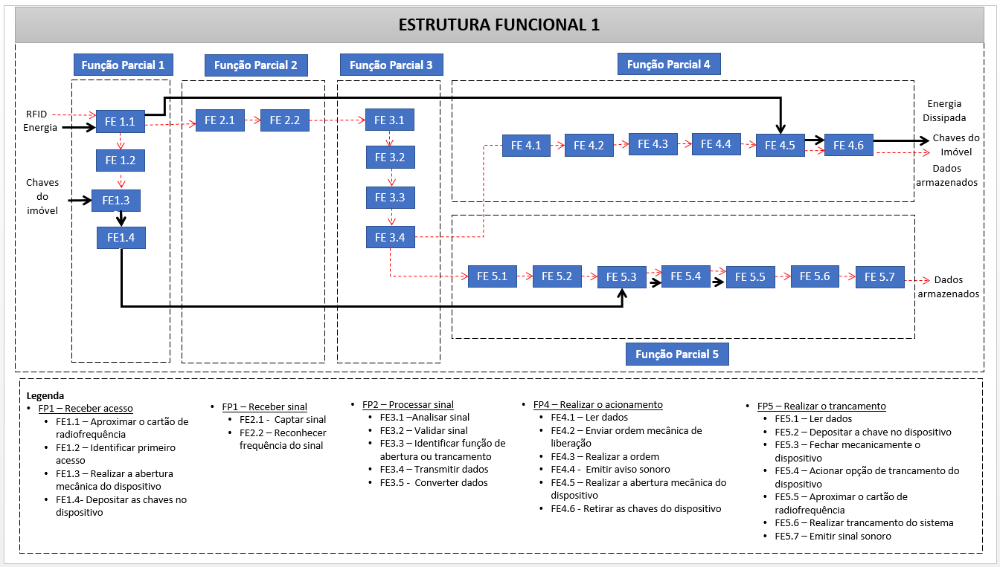 ESTRUTURA FUNCIONAL 1
Função Parcial 1
Função Parcial 2
Função Parcial 3
Função Parcial 4
RFID
Energia
FE 1.1
FE 1.2
Chaves
do
imóvel
FE1.3
FE1.4
FE 2.1
FE 2.2
FE 3.1
FE 3.2
FE 3.3
FE 3.4
FE 4.1
FE 4.2
FE 4.3
FE 4.4
FE 4.5
FE 4.6
Energia
Dissipada
Chaves do
Imóvel
Dados
armazenados
FE 5.1
FE 5.2
FE 5.3
FE 5.4
FE 5.5
FE 5.6
FE 5.7
Dados
armazenados
Função Parcial 5
Legenda
• FP1 – Receber acesso
• FE1.1 – Aproximar o cartão de
radiofrequência
• FE1.2 – Identificar primeiro
acesso
• FE1.3 – Realizar a abertura
mecânica do dispositivo
• FE1.4- Depositar as chaves no
dispositivo
• FP1 – Receber sinal
• FE2.1 - Captar sinal
• FE2.2 – Reconhecer
frequência do sinal
• FP2 – Processar sinal
• FE3.1 –Analisar sinal
• FE3.2 – Validar sinal
• FE3.3 – Identificar função de
abertura ou trancamento
• FE3.4 – Transmitir dados
• FE3.5 - Converter dados
• FP4 – Realizar o acionamento
• FE4.1 – Ler dados
• FE4.2 – Enviar ordem mecânica de
liberação
• FE4.3 – Realizar a ordem
• FE4.4 - Emitir aviso sonoro
• FE4.5 – Realizar a abertura mecânica do
dispositivo
• FE4.6 - Retirar as chaves do dispositivo
• FP5 – Realizar o trancamento
• FE5.1 – Ler dados
• FE5.2 – Depositar a chave no dispositivo
• FE5.3 – Fechar mecanicamente o
dispositivo
• FE5.4 – Acionar opção de trancamento do
dispositivo
• FE5.5 – Aproximar o cartão de
radiofrequência
• FE5.6 – Realizar trancamento do sistema
• FE5.7 – Emitir sinal sonoro